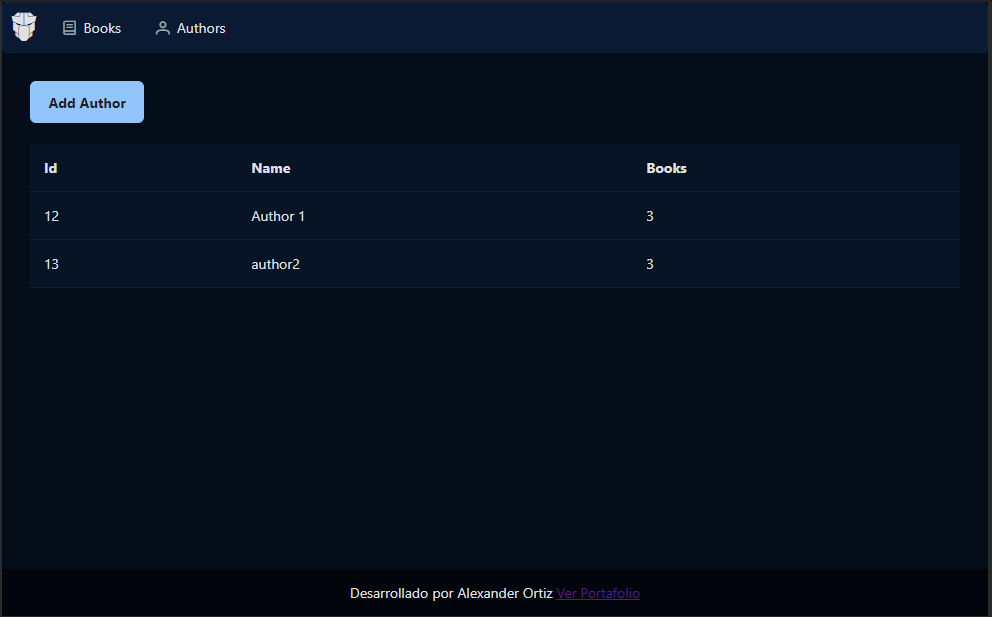 Books Authors
Add Author
Id Name Books
12 Author 1 3
13 author2 3
Desarrollado por Alexander Ortiz Ver Portafolio